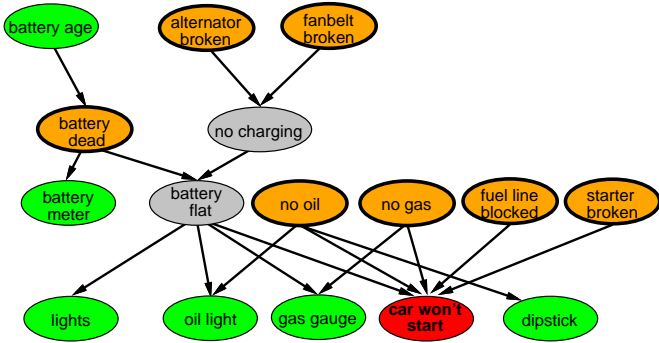 battery age
alternator
broken
fanbelt
broken
battery
dead
no charging
battery
meter
battery
flat
no oil
no gas
fuel line
blocked
starter
broken
lights
oil light
gas gauge
car won't
start
dipstick